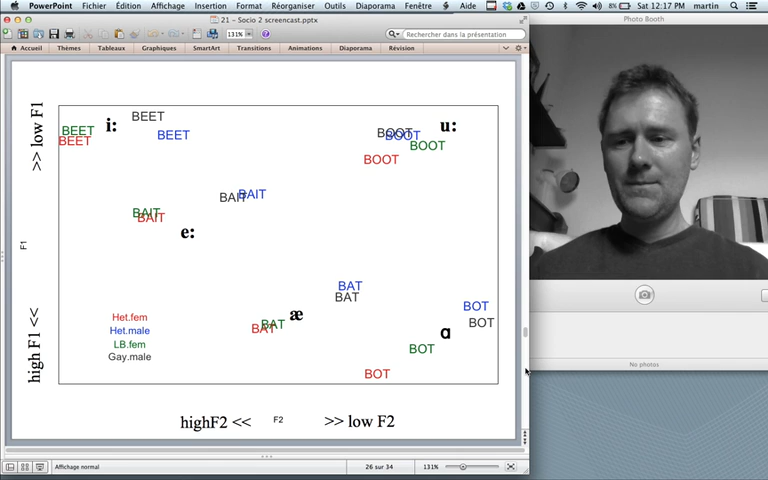 PowerPoint Fichier Édition Affichage Insertion Format Organiser Réorganiser Outils Diaporama Fenêtre Aide 8% Sat 12:17 PM martin
21 – Socio 2 screencast.pptx
Photo Booth
131% Rechercher dans la présentation
Accueil Thèmes Tableaux Graphiques SmartArt Transitions Animations Diaporama Révision
>> low F1
F1
high F1 <<
BEET
i:
BEET
BEET
BEET
BOOT
BOOT
u:
BOOT
BOOT
BAIT
BAIT
BAIT
BAIT
e:
BAT
BAT
æ
BAT
BAT
BOT
BOT
ɑ
BOT
BOT
Het.fem
Het.male
LB.fem
Gay.male
highF2 << F2 >> low F2
No photos
Affichage normal 26 sur 34 131%